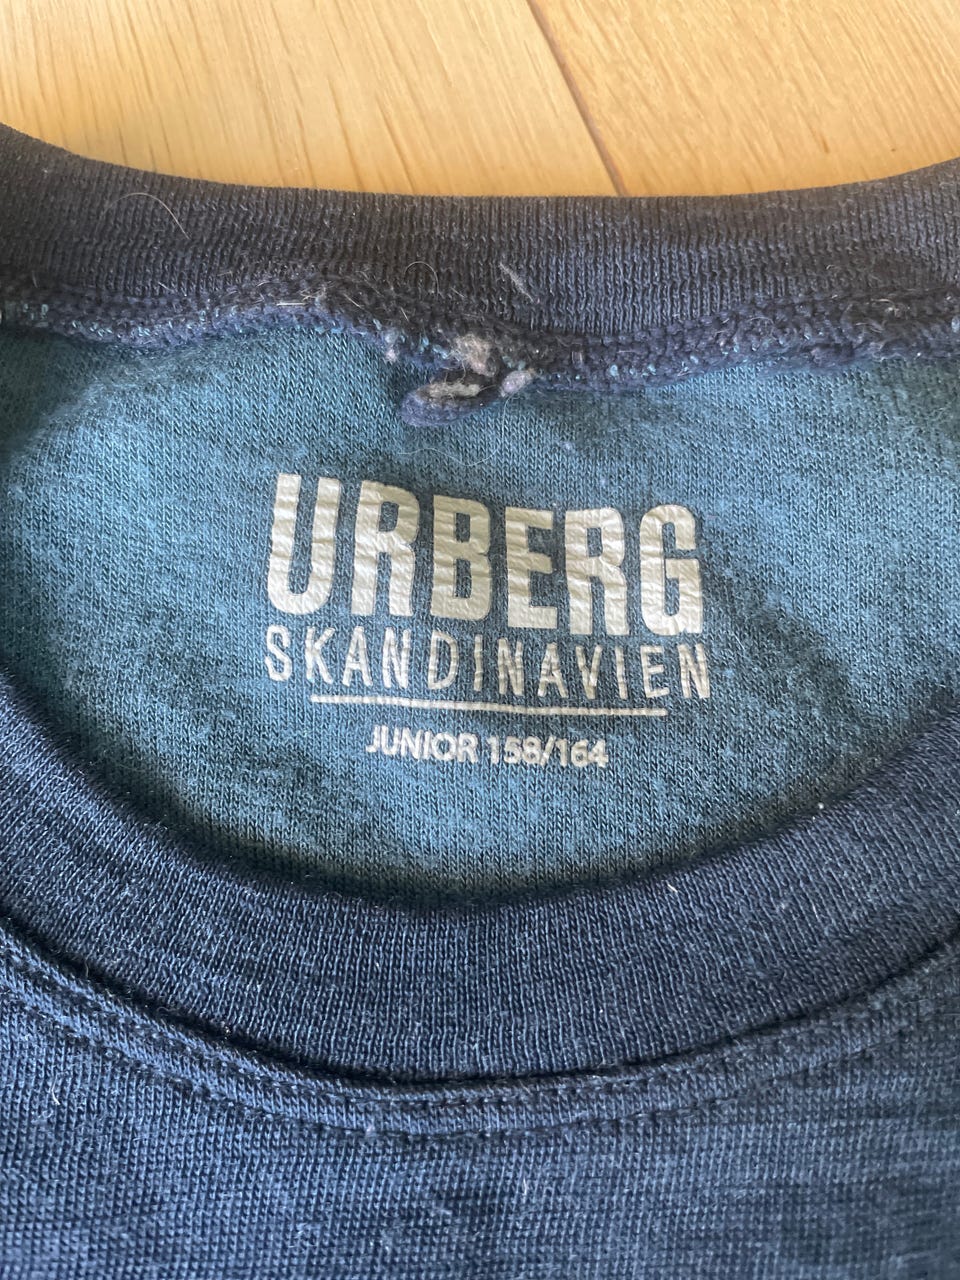 URBERG
SKANDINAVIEN
JUNIOR 158/164